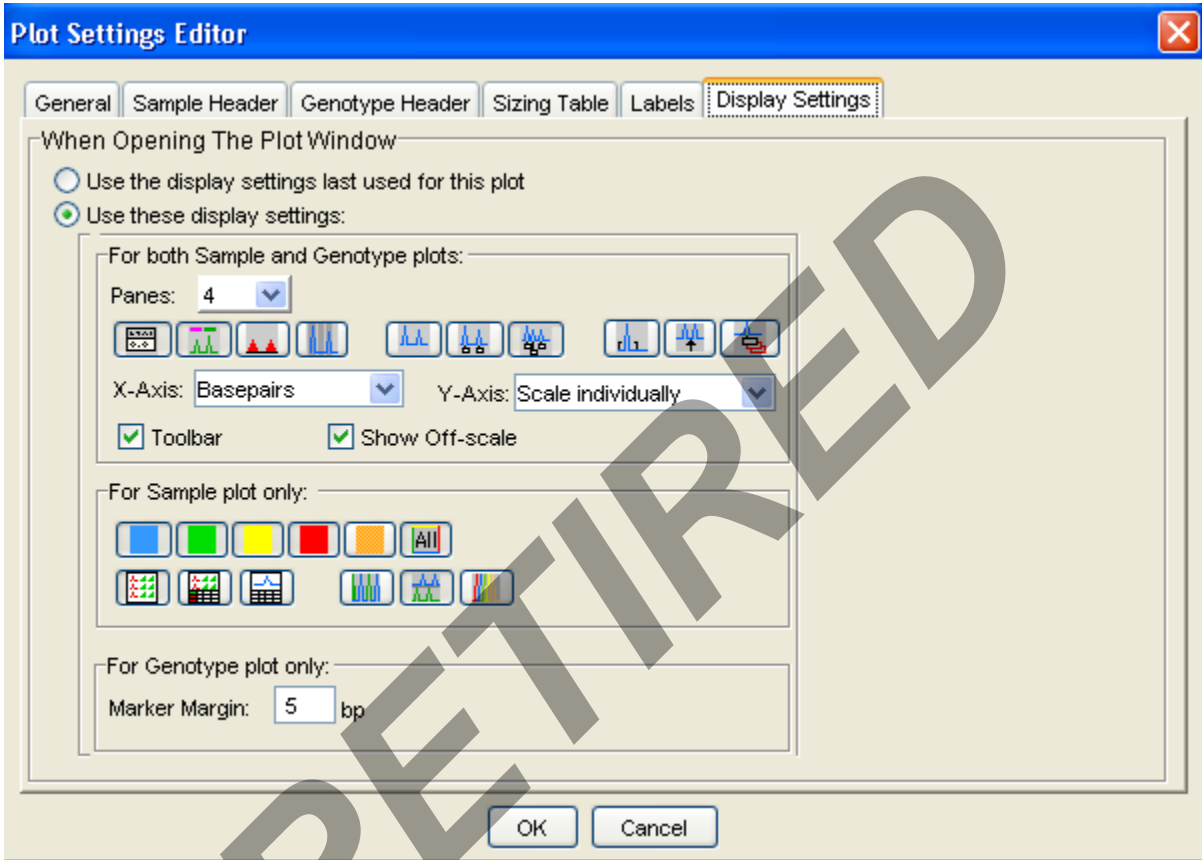 Plot Settings Editor
General Sample Header Genotype Header Sizing Table Labels Display Settings
When Opening The Plot Window
Use the display settings last used for this plot
Use these display settings:
For both Sample and Genotype plots:
Panes: 4
X-Axis: Basepairs Y-Axis: Scale individually
Toolbar Show Off-scale
For Sample plot only:
All
For Genotype plot only:
Marker Margin: 5 bp
OK Cancel
RETIRED